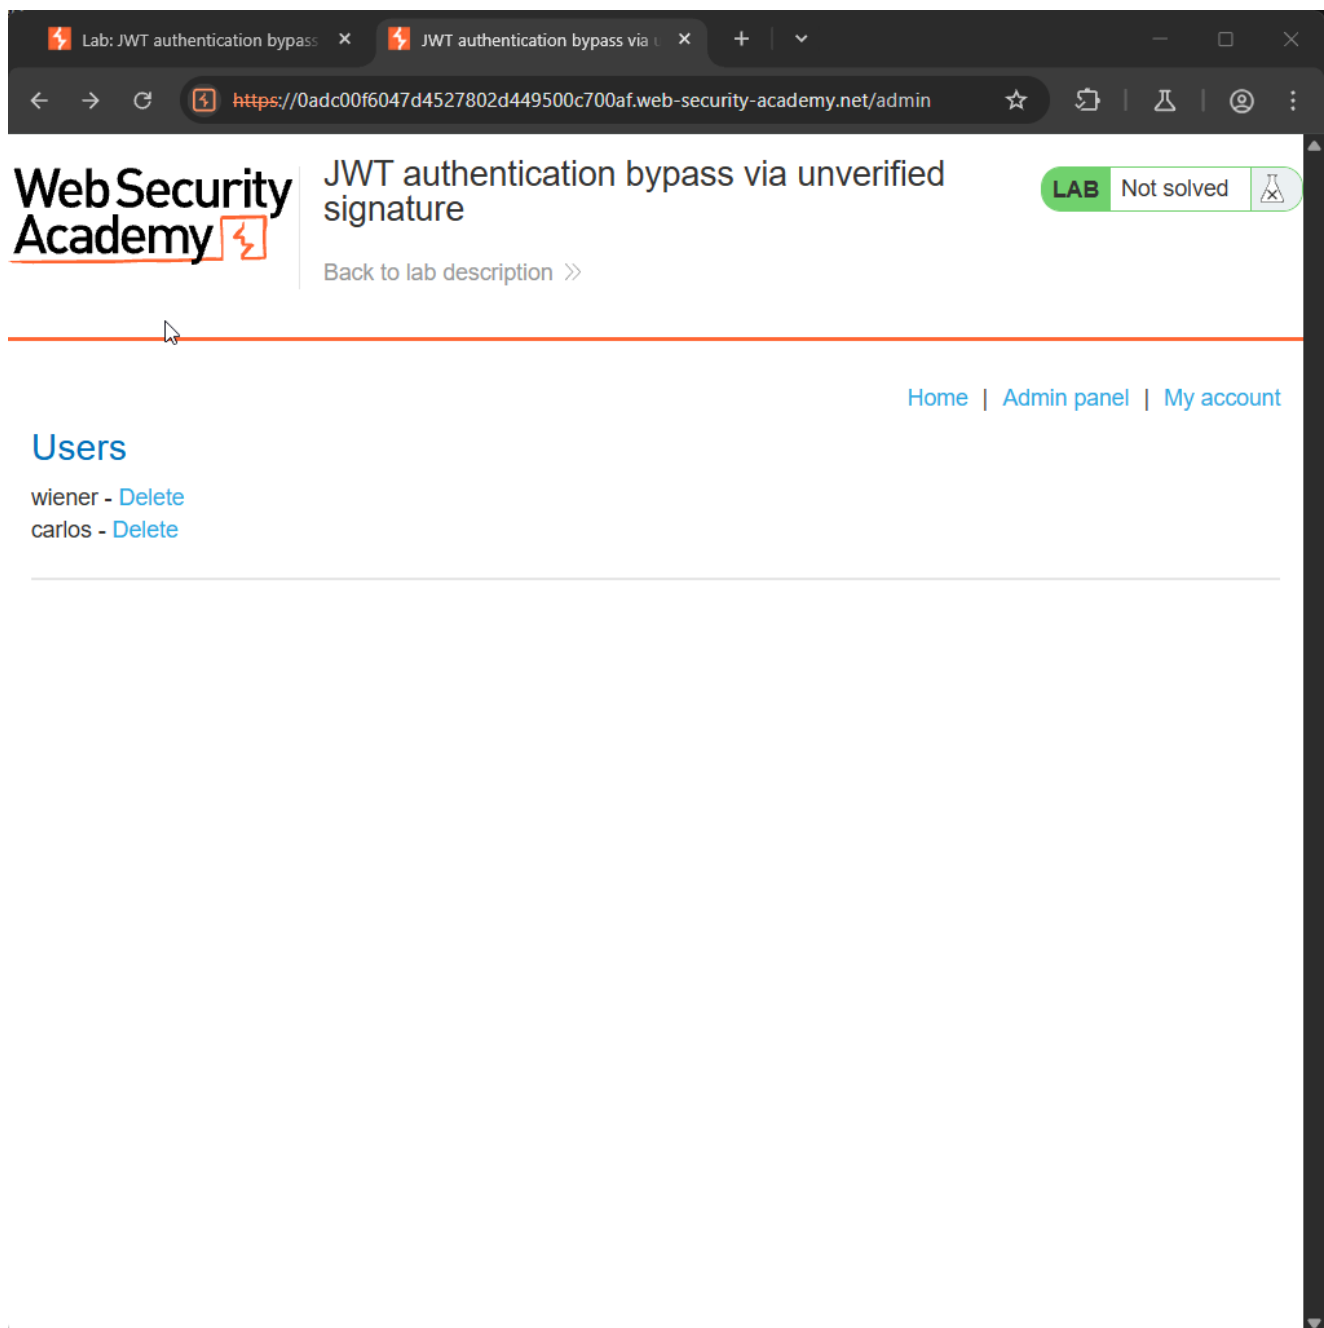 Lab: JWT authentication bypass
JWT authentication bypass via u
https://0adc00f6047d4527802d449500c700af.web-security-academy.net/admin
Web Security
Academy
JWT authentication bypass via unverified
signature
Back to lab description
LAB Not solved
Home | Admin panel | My account
Users
wiener - Delete
carlos - Delete